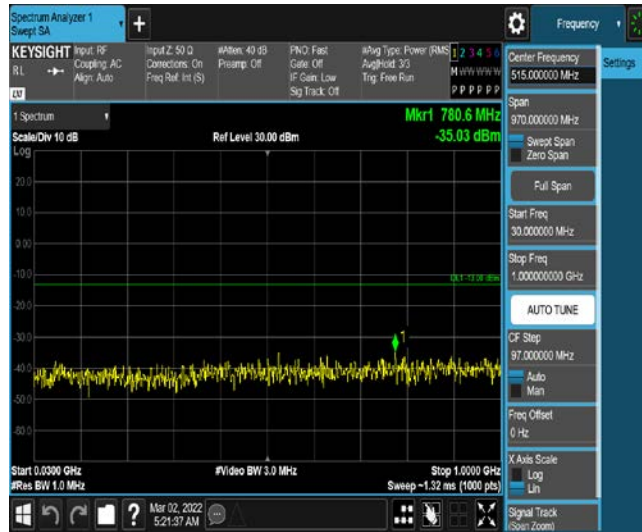 Spectrum Analyzer 1
Swept SA
Frequency
KEYSIGHT
Input: RF
Coupling: AC
Align: Auto
RL
LXI
Input Z: 50 Ω
Corrections: On
Freq Ref: Int (S)
#Atten: 40 dB
Preamp: Off
PNO: Fast
Gate: Off
IF Gain: Low
Sig Track: Off
#Avg Type: Power (RMS
Avg|Hold: 3/3
Trig: Free Run
1 2 3 4 5 6
M W W W W W
P P P P P P
Center Frequency
515.000000 MHz
Settings
Span
970.000000 MHz
Swept Span
Zero Span
Full Span
Start Freq
30.000000 MHz
Stop Freq
1.000000000 GHz
AUTO TUNE
CF Step
97.000000 MHz
Auto
Man
Freq Offset
0 Hz
X Axis Scale
Log
Lin
Signal Track
(Span Zoom)
1 Spectrum
Mkr1 780.6 MHz
Scale/Div 10 dB
Ref Level 30.00 dBm
-35.03 dBm
Log
20.0
10.0
0.00
-10.0
DL1 -13.00 dBm
-20.0
-30.0
1
-40.0
-50.0
-60.0
Start 0.0300 GHz
#Video BW 3.0 MHz
Stop 1.0000 GHz
#Res BW 1.0 MHz
Sweep ~1.32 ms (1000 pts)
Mar 02, 2022
5:21:37 AM